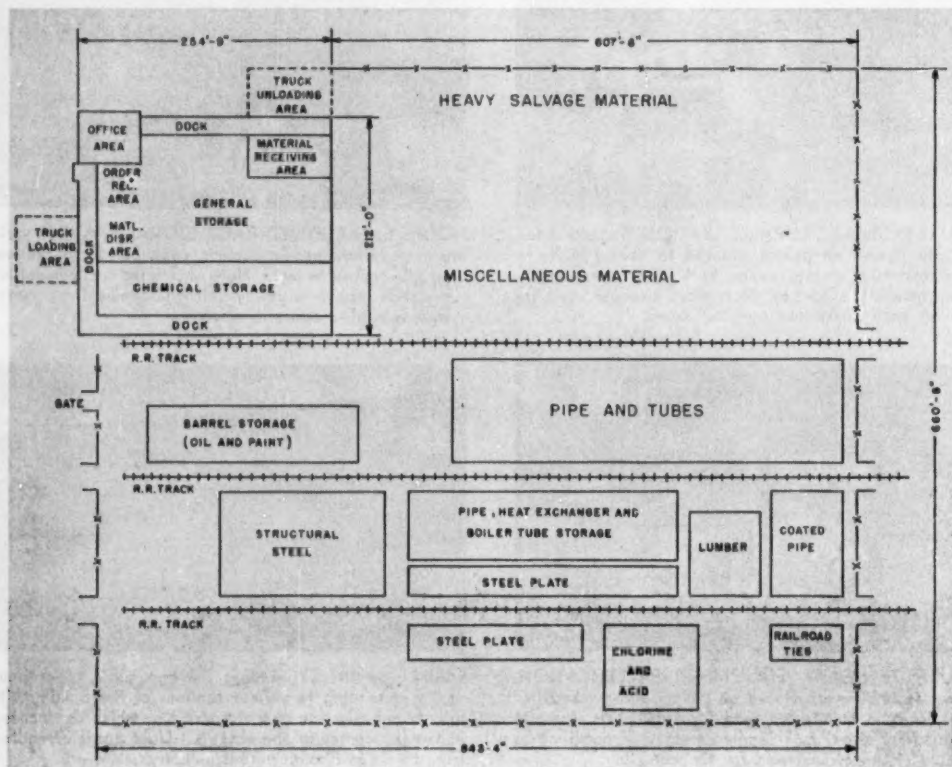 254'-9"
607'-8"
TRUCK
UNLOADING
AREA
HEAVY SALVAGE MATERIAL
OFFICE
AREA
DOCK
MATERIAL
RECEIVING
AREA
ORDER
REL.
AREA
GENERAL
STORAGE
212'-0"
TRUCK
LOADING
AREA
DOCK
MATL.
DISP.
AREA
MISCELLANEOUS MATERIAL
CHEMICAL STORAGE
DOCK
R.R. TRACK
660'-8"
GATE
PIPE AND TUBES
BARREL STORAGE
(OIL AND PAINT)
R.R. TRACK
STRUCTURAL
STEEL
PIPE, HEAT EXCHANGER AND
BOILER TUBE STORAGE
LUMBER
COATED
PIPE
STEEL PLATE
R.R. TRACK
STEEL PLATE
CHLORINE
AND
ACID
RAILROAD
TIES
843'-4"